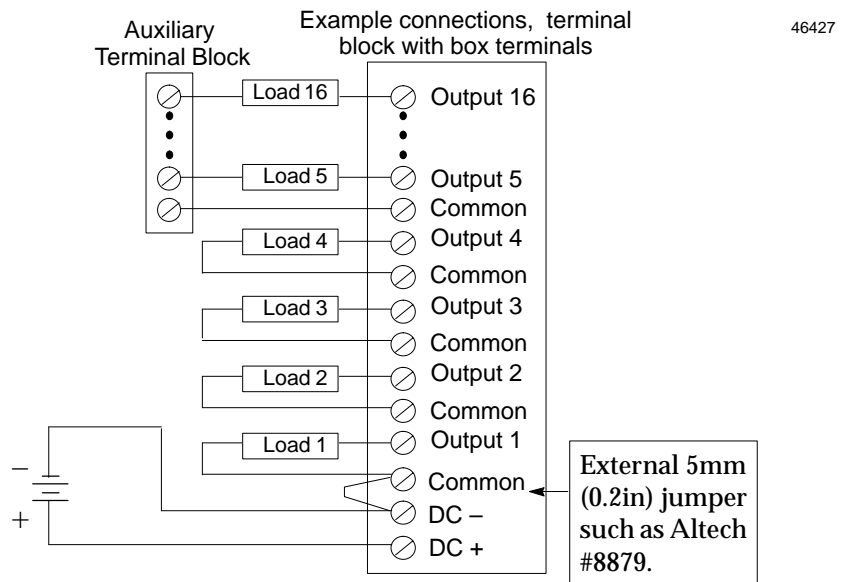 Auxiliary
Terminal Block
Example connections, terminal
block with box terminals
46427
Load 16
Output 16
Load 5
Output 5
Common
Load 4
Output 4
Common
Load 3
Output 3
Common
Load 2
Output 2
Common
Load 1
Output 1
Common
DC –
DC +
–
+
External 5mm
(0.2in) jumper
such as Altech
#8879.